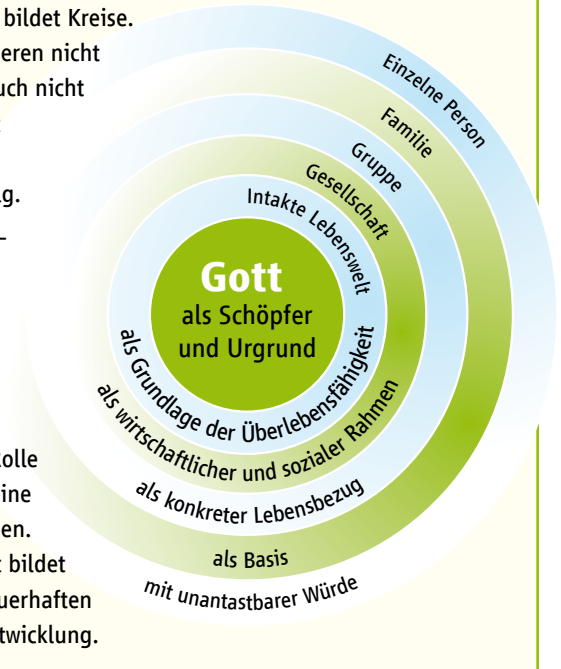 bildet Kreise.
eren nicht
uch nicht
g.
–
olle
ine
en.
bildet
uerhaften
twicklung.
Einzelne Person
Familie
Gruppe
Gesellschaft
Intakte Lebenswelt
Gott
als Schöpfer
und Urgrund
als Grundlage der Überlebensfähigkeit
als wirtschaftlicher und sozialer Rahmen
als konkreter Lebensbezug
als Basis
mit unantastbarer Würde